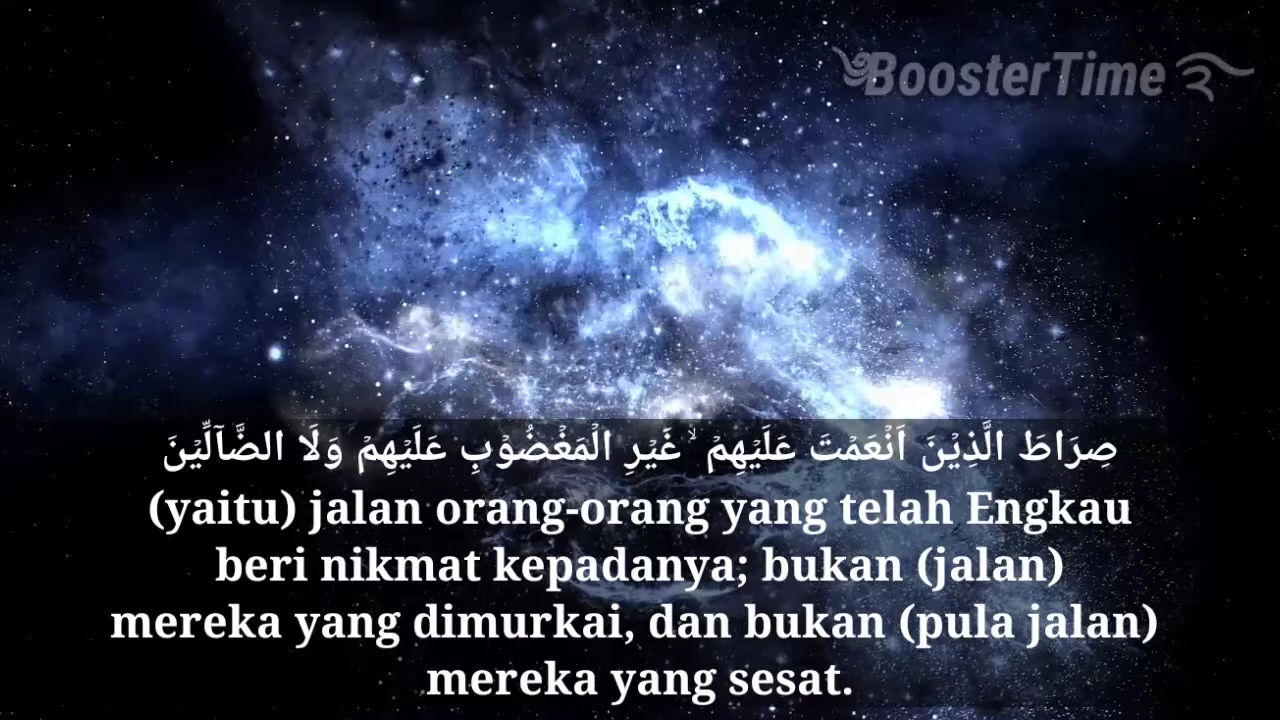 BoosterTime
صِرَاطَ الَّذِيْنَ اَنْعَمْتَ عَلَيْهِمْ ۙ غَيْرِ الْمَغْضُوْبِ عَلَيْهِمْ وَلَا الضَّاۤلِّيْنَ
(yaitu) jalan orang-orang yang telah Engkau
beri nikmat kepadanya; bukan (jalan)
mereka yang dimurkai, dan bukan (pula jalan)
mereka yang sesat.